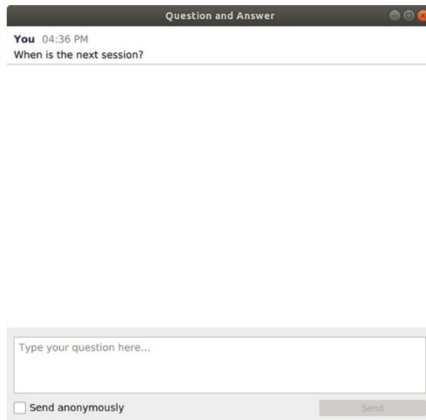 Question and Answer
You 04:36 PM
When is the next session?
Type your question here...
Send anonymously
Send